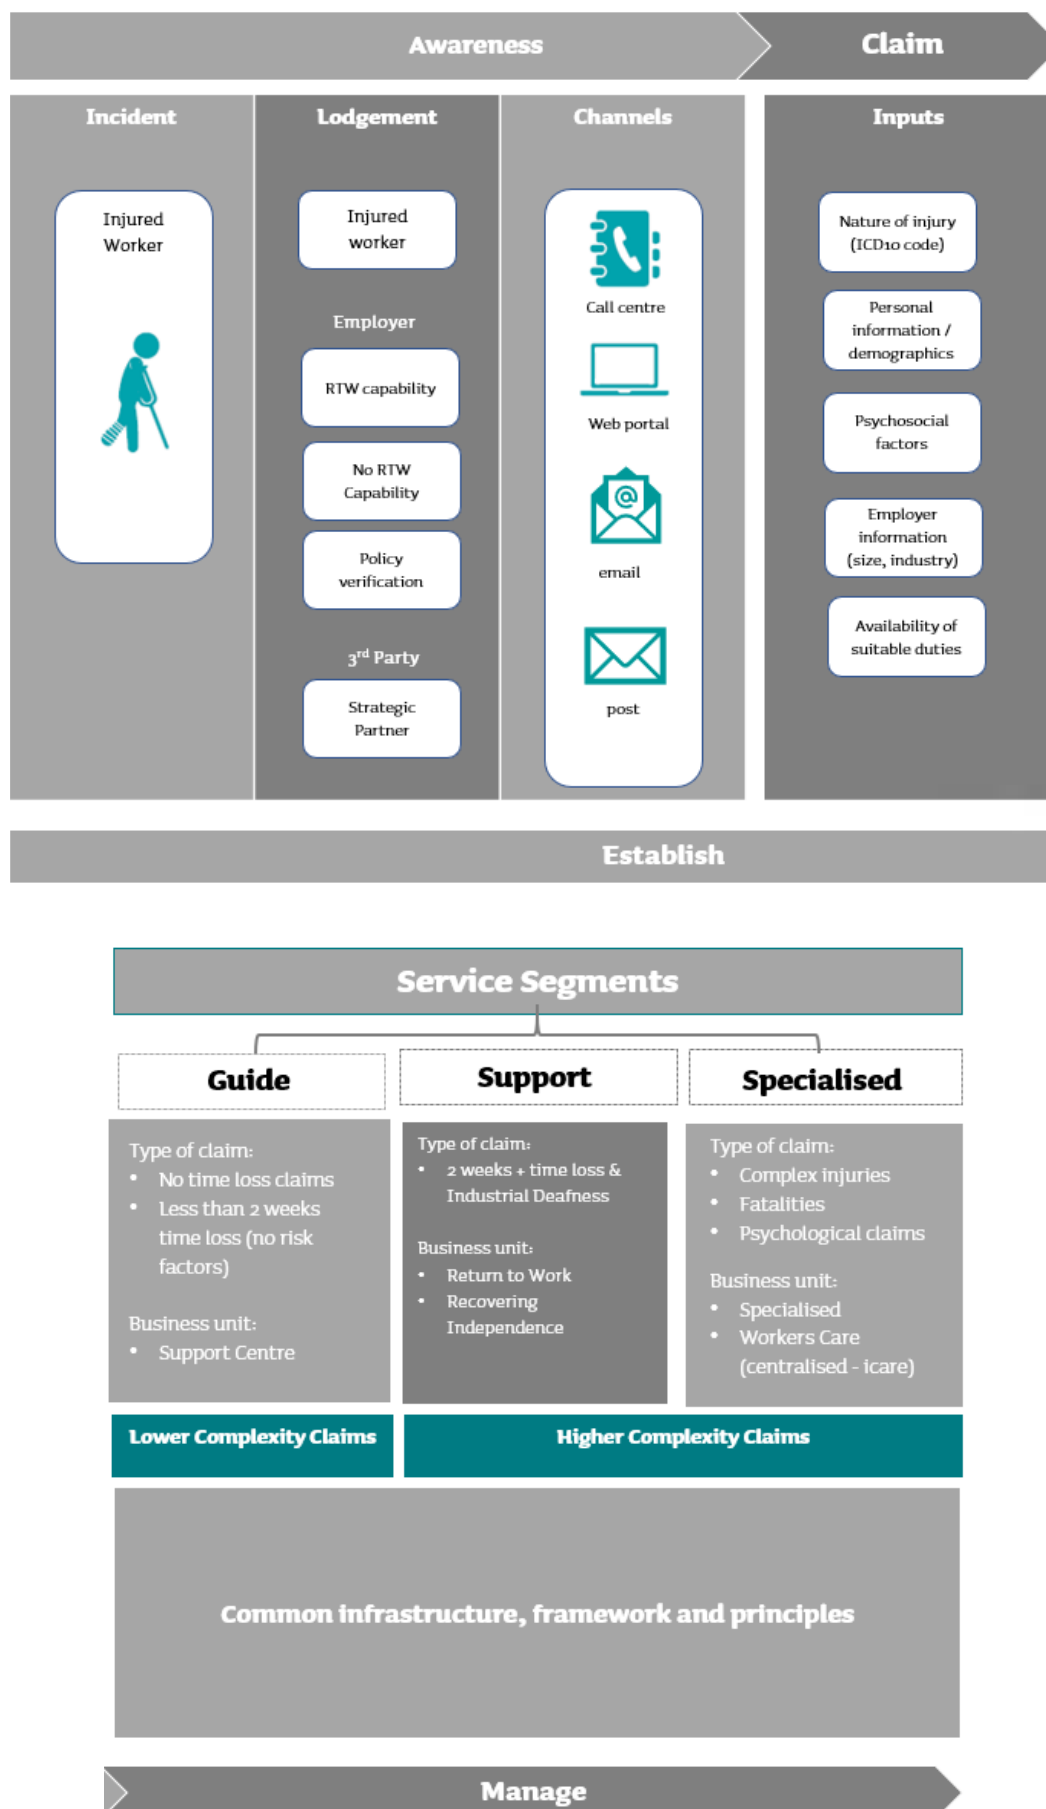 Awareness
Claim
Incident
Injured
Worker
Lodgement
Injured
worker
Employer
RTW capability
No RTW
Capability
Policy
verification
3rd Party
Strategic
Partner
Channels
@
Call centre
Web portal
email
post
Inputs
Nature of injury
(ICD10 code)
Personal
information /
demographics
Psychosocial
factors
Employer
information
(size, industry)
Availability of
suitable duties
Establish
Service Segments
Guide
Type of claim:
• No time loss claims
• Less than 2 weeks
time loss (no risk
factors)
Business unit:
• Support Centre
Support
Type of claim:
• 2 weeks + time loss &
Industrial Deafness
Business unit:
• Return to Work
• Recovering
Independence
Specialised
Type of claim:
• Complex injuries
• Fatalities
• Psychological claims
Business unit:
• Specialised
• Workers Care
(centralised - icare)
Lower Complexity Claims
Higher Complexity Claims
Common infrastructure, framework and principles
Manage